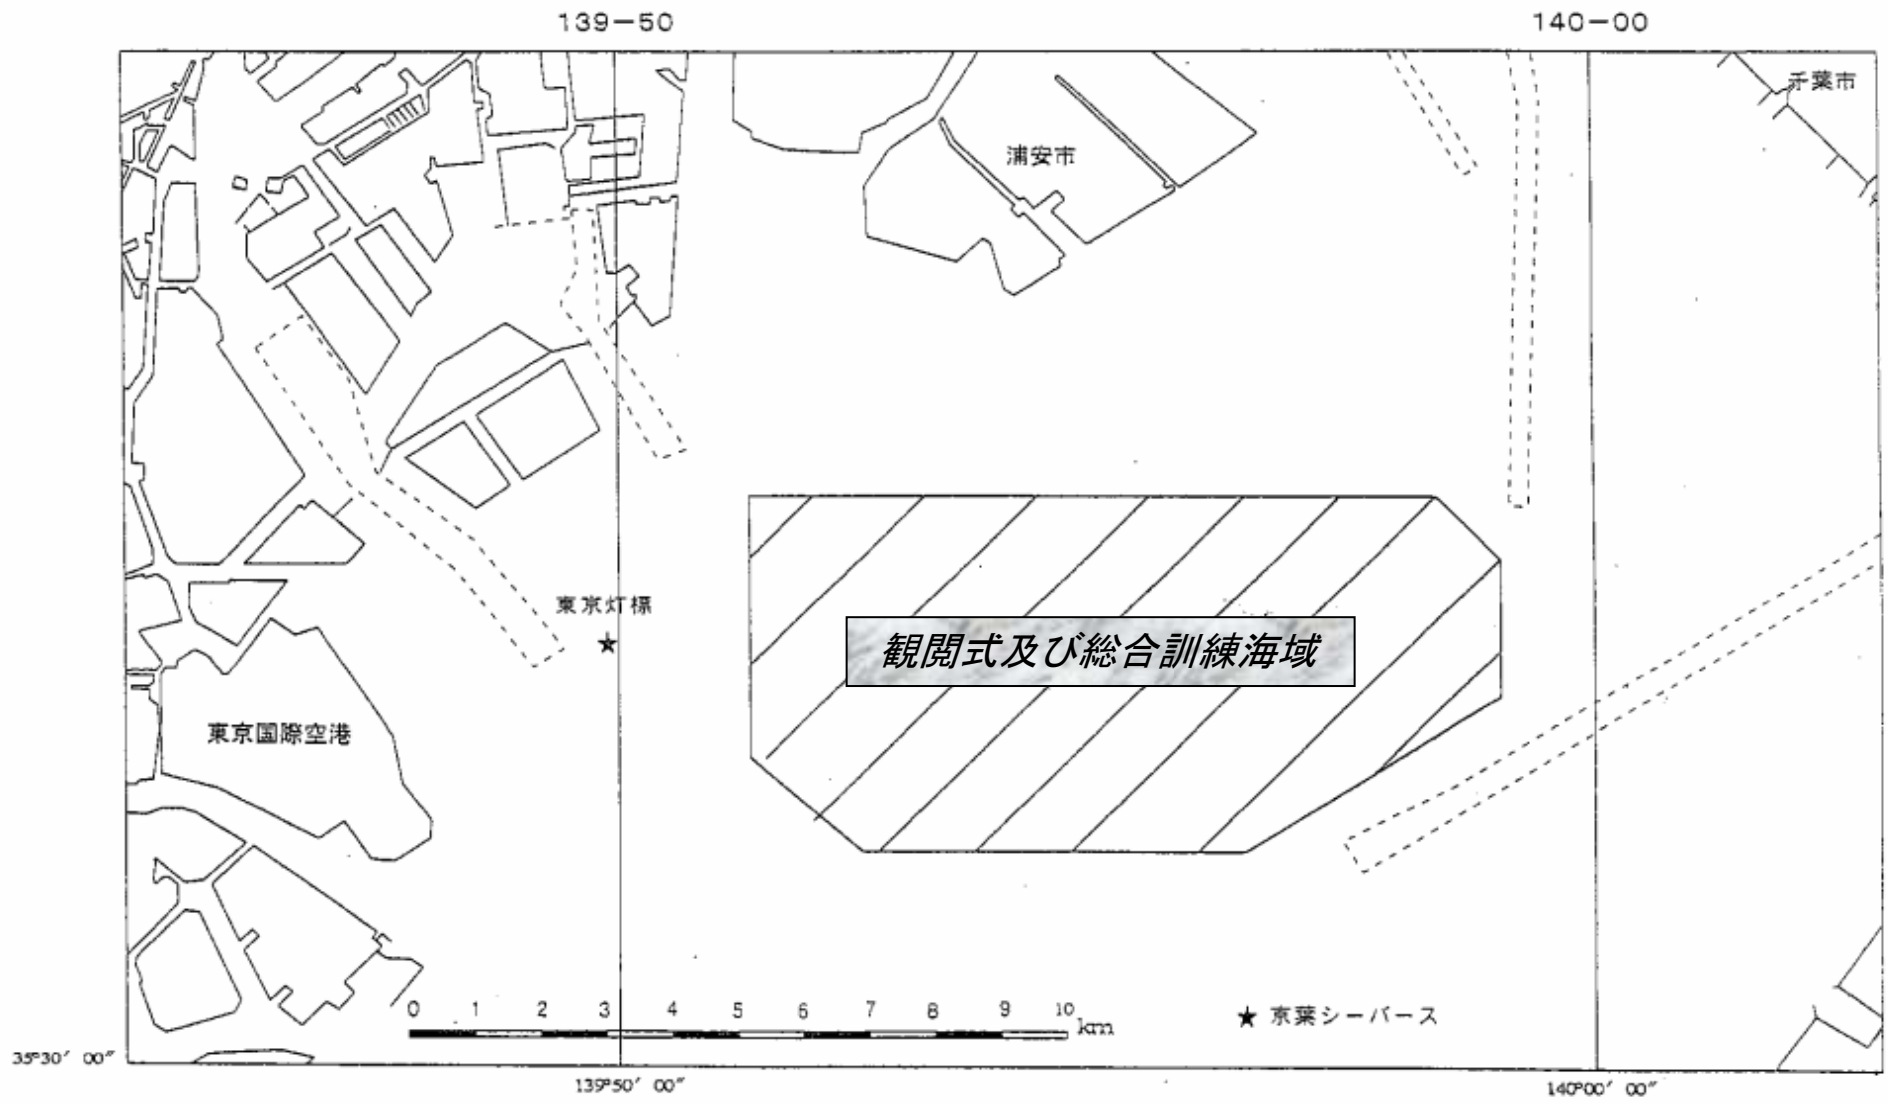 139−50
140−00
千葉市
浦安市
東京灯標
観閲式及び総合訓練海域
東京国際空港
0 1 2 3 4 5 6 7 8 9 10
km
★ 京葉シーバース
35°30′ 00″
139°50′ 00″
140°00′ 00″